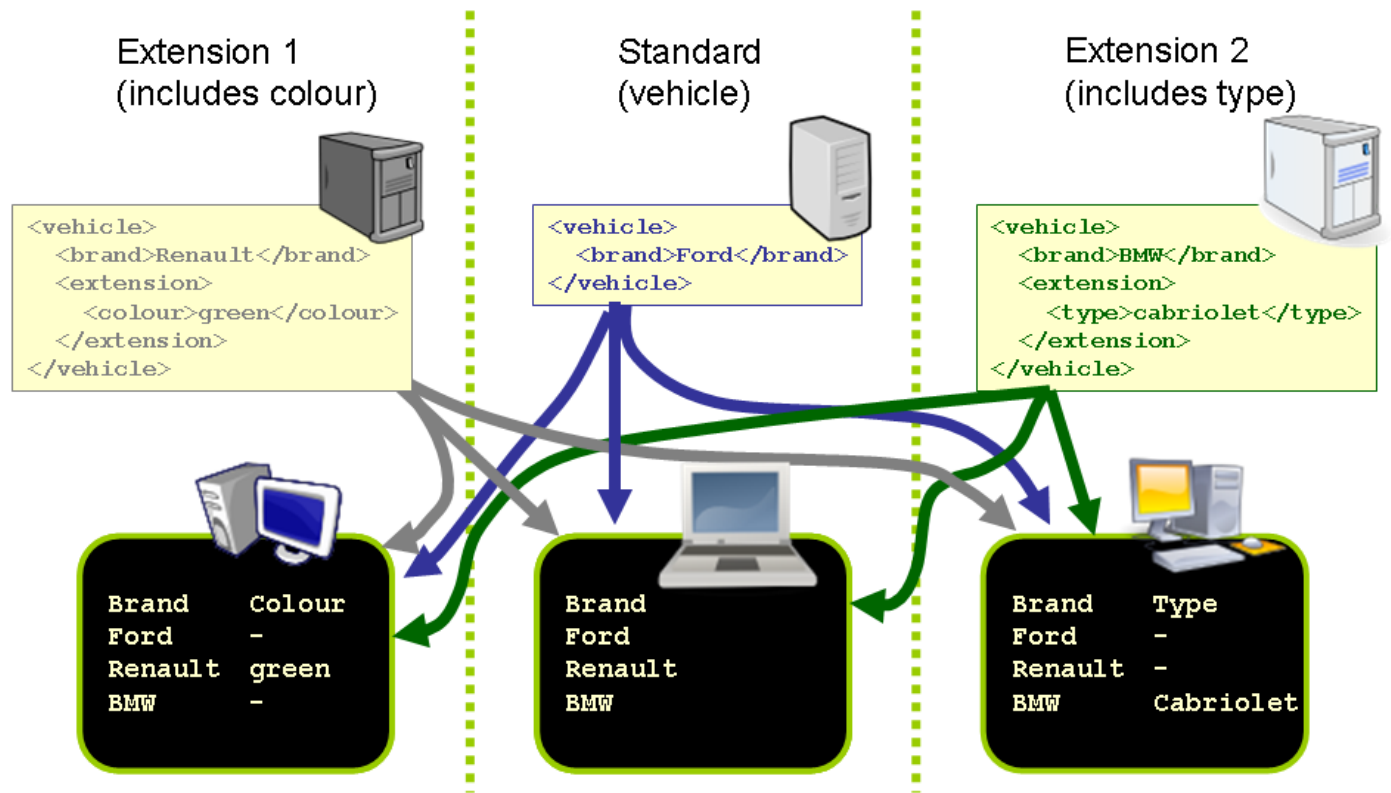 Extension 1
(includes colour)
Standard
(vehicle)
Extension 2
(includes type)
<vehicle>
<brand>Renault</brand>
<extension>
<colour>green</colour>
</extension>
</vehicle>
<vehicle>
<brand>Ford</brand>
</vehicle>
<vehicle>
<brand>BMW</brand>
<extension>
<type>cabriolet</type>
</extension>
</vehicle>
Brand Colour
Ford -
Renault green
BMW -
Brand
Ford
Renault
BMW
Brand Type
Ford -
Renault -
BMW Cabriolet